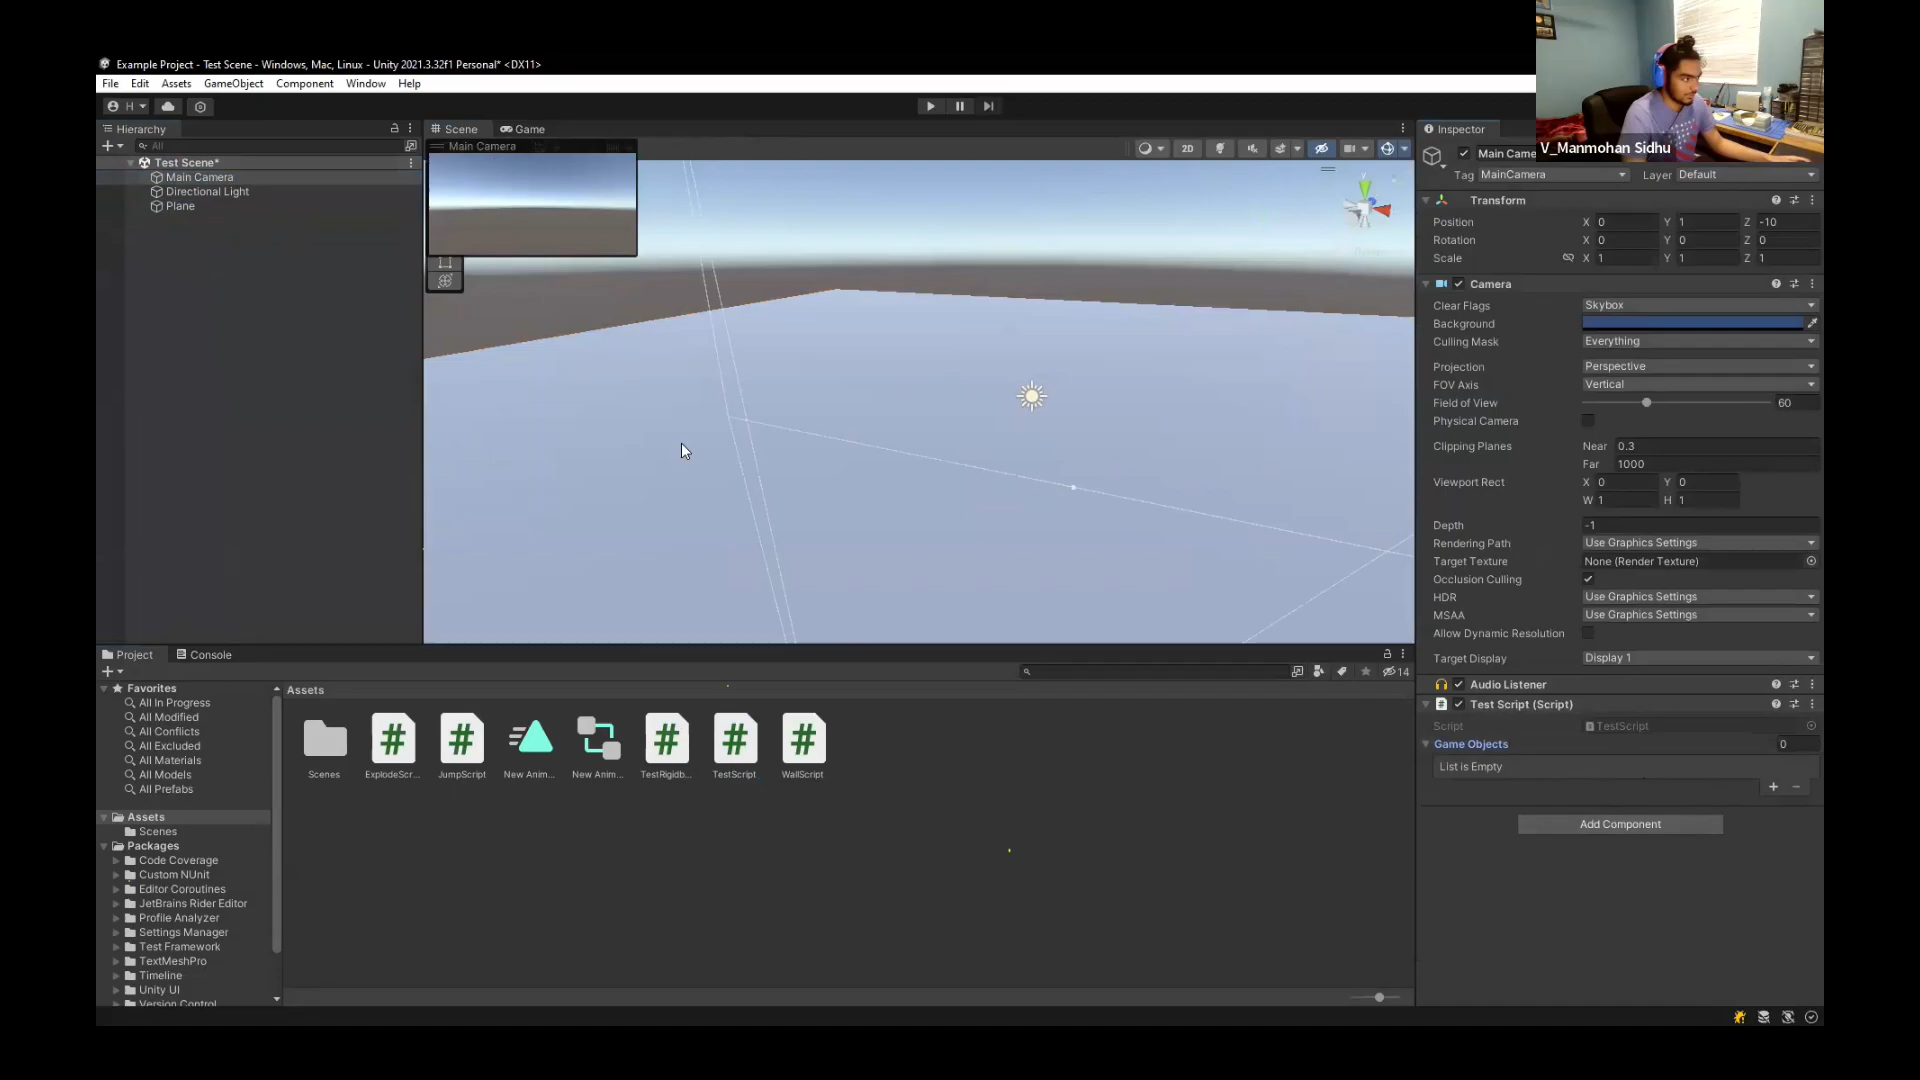 Example Project - Test Scene - Windows, Mac, Linux - Unity 2021.3.32f1 Personal* <DX11>
File Edit Assets GameObject Component Window Help
H
Hierarchy
All
Test Scene*
Main Camera
Directional Light
Plane
Scene Game
Main Camera
2D
V_Manmohan Sidhu
Inspector
Main Came
Tag MainCamera Layer Default
Transform
Position X 0 Y 1 Z -10
Rotation X 0 Y 0 Z 0
Scale X 1 Y 1 Z 1
Camera
Clear Flags Skybox
Background
Culling Mask Everything
Projection Perspective
FOV Axis Vertical
Field of View 60
Physical Camera
Clipping Planes Near 0.3
Far 1000
Viewport Rect X 0 Y 0
W 1 H 1
Depth -1
Rendering Path Use Graphics Settings
Target Texture None (Render Texture)
Occlusion Culling
HDR Use Graphics Settings
MSAA Use Graphics Settings
Allow Dynamic Resolution
Target Display Display 1
Audio Listener
Test Script (Script)
Script TestScript
Game Objects 0
List is Empty
Add Component
Project Console
14
Favorites
All In Progress
All Modified
All Conflicts
All Excluded
All Materials
All Models
All Prefabs
Assets
Scenes
Packages
Code Coverage
Custom NUnit
Editor Coroutines
JetBrains Rider Editor
Profile Analyzer
Settings Manager
Test Framework
TextMeshPro
Timeline
Unity UI
Version Control
Assets
Scenes ExplodeScr... JumpScript New Anim... New Anim... TestRigidb... TestScript WallScript